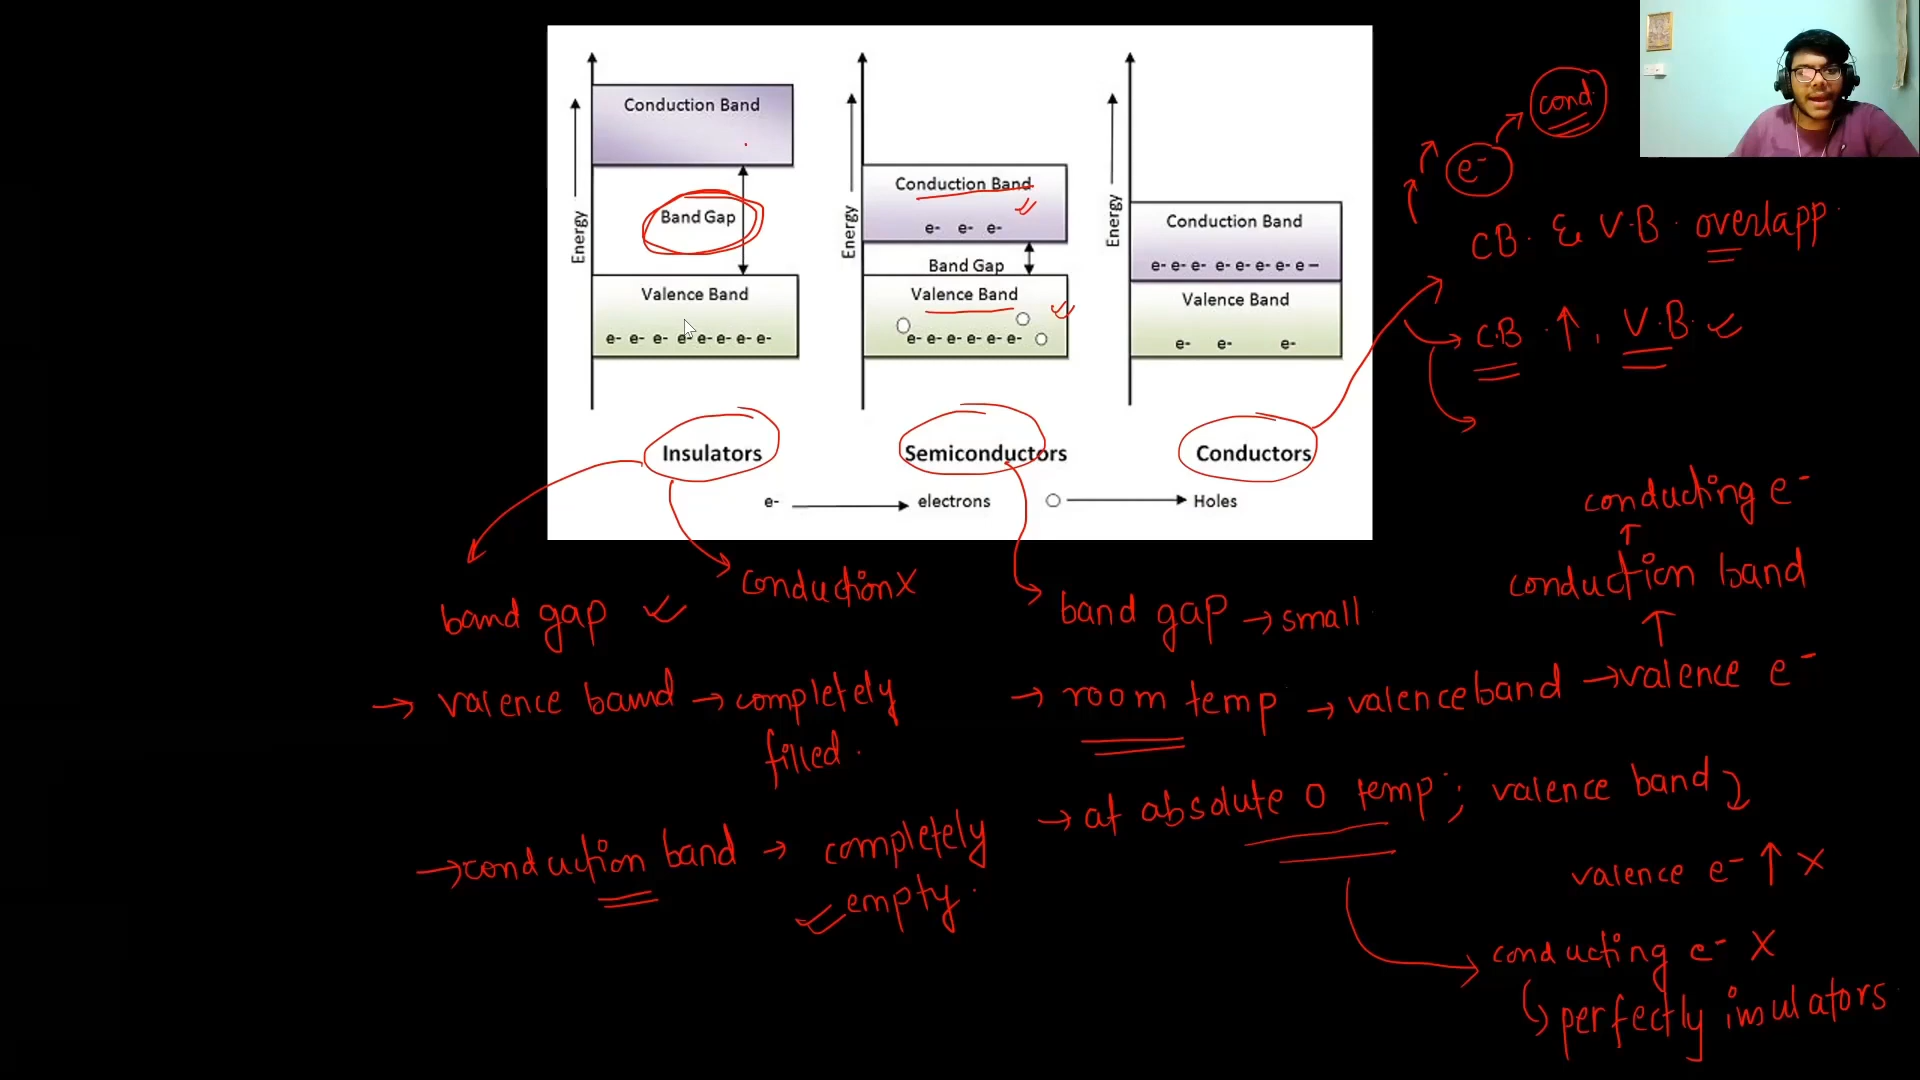 Conduction Band
Band Gap
Valence Band
e- e- e- e- e- e- e- e-
Energy
Insulators
Conduction Band
e- e- e-
Band Gap
Valence Band
e- e- e- e- e- e-
Energy
Semiconductors
Conduction Band
e- e- e- e- e- e- e- e –
Valence Band
e- e- e-
Energy
Conductors
e- electrons
Holes
cond.
e-
C.B. & V.B. overlapp.
C.B ↑, V.B. ✓
band gap ✓
conduction X
→ valence band → completely
filled.
→ conduction band → completely
✓ empty.
band gap → small
→ room temp → valence band → valence e-
↑
conduction band
↑
conducting e-
→ at absolute 0 temp; valence band
valence e- ↑ X
conducting e- X
↳ perfectly insulators.